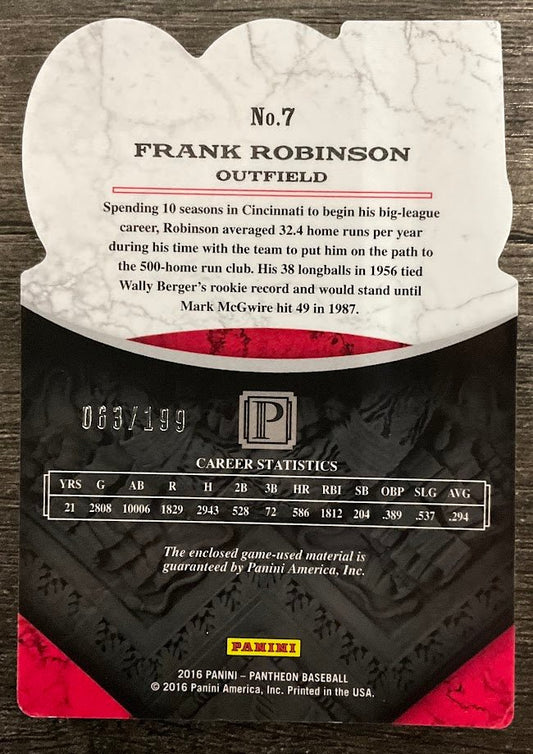 No.7
FRANK ROBINSON
OUTFIELD
Spending 10 seasons in Cincinnati to begin his big-league
career, Robinson averaged 32.4 home runs per year
during his time with the team to put him on the path to
the 500-home run club. His 38 longballs in 1956 tied
Wally Berger's rookie record and would stand until
Mark McGwire hit 49 in 1987.
063/199
P
CAREER STATISTICS
YRS G AB R H 2B 3B HR RBI SB OBP SLG AVG
21 2808 10006 1829 2943 528 72 586 1812 204 .389 .537 .294
The enclosed game-used material is
guaranteed by Panini America, Inc.
PANINI
2016 PANINI – PANTHEON BASEBALL
© 2016 Panini America, Inc. Printed in the USA.